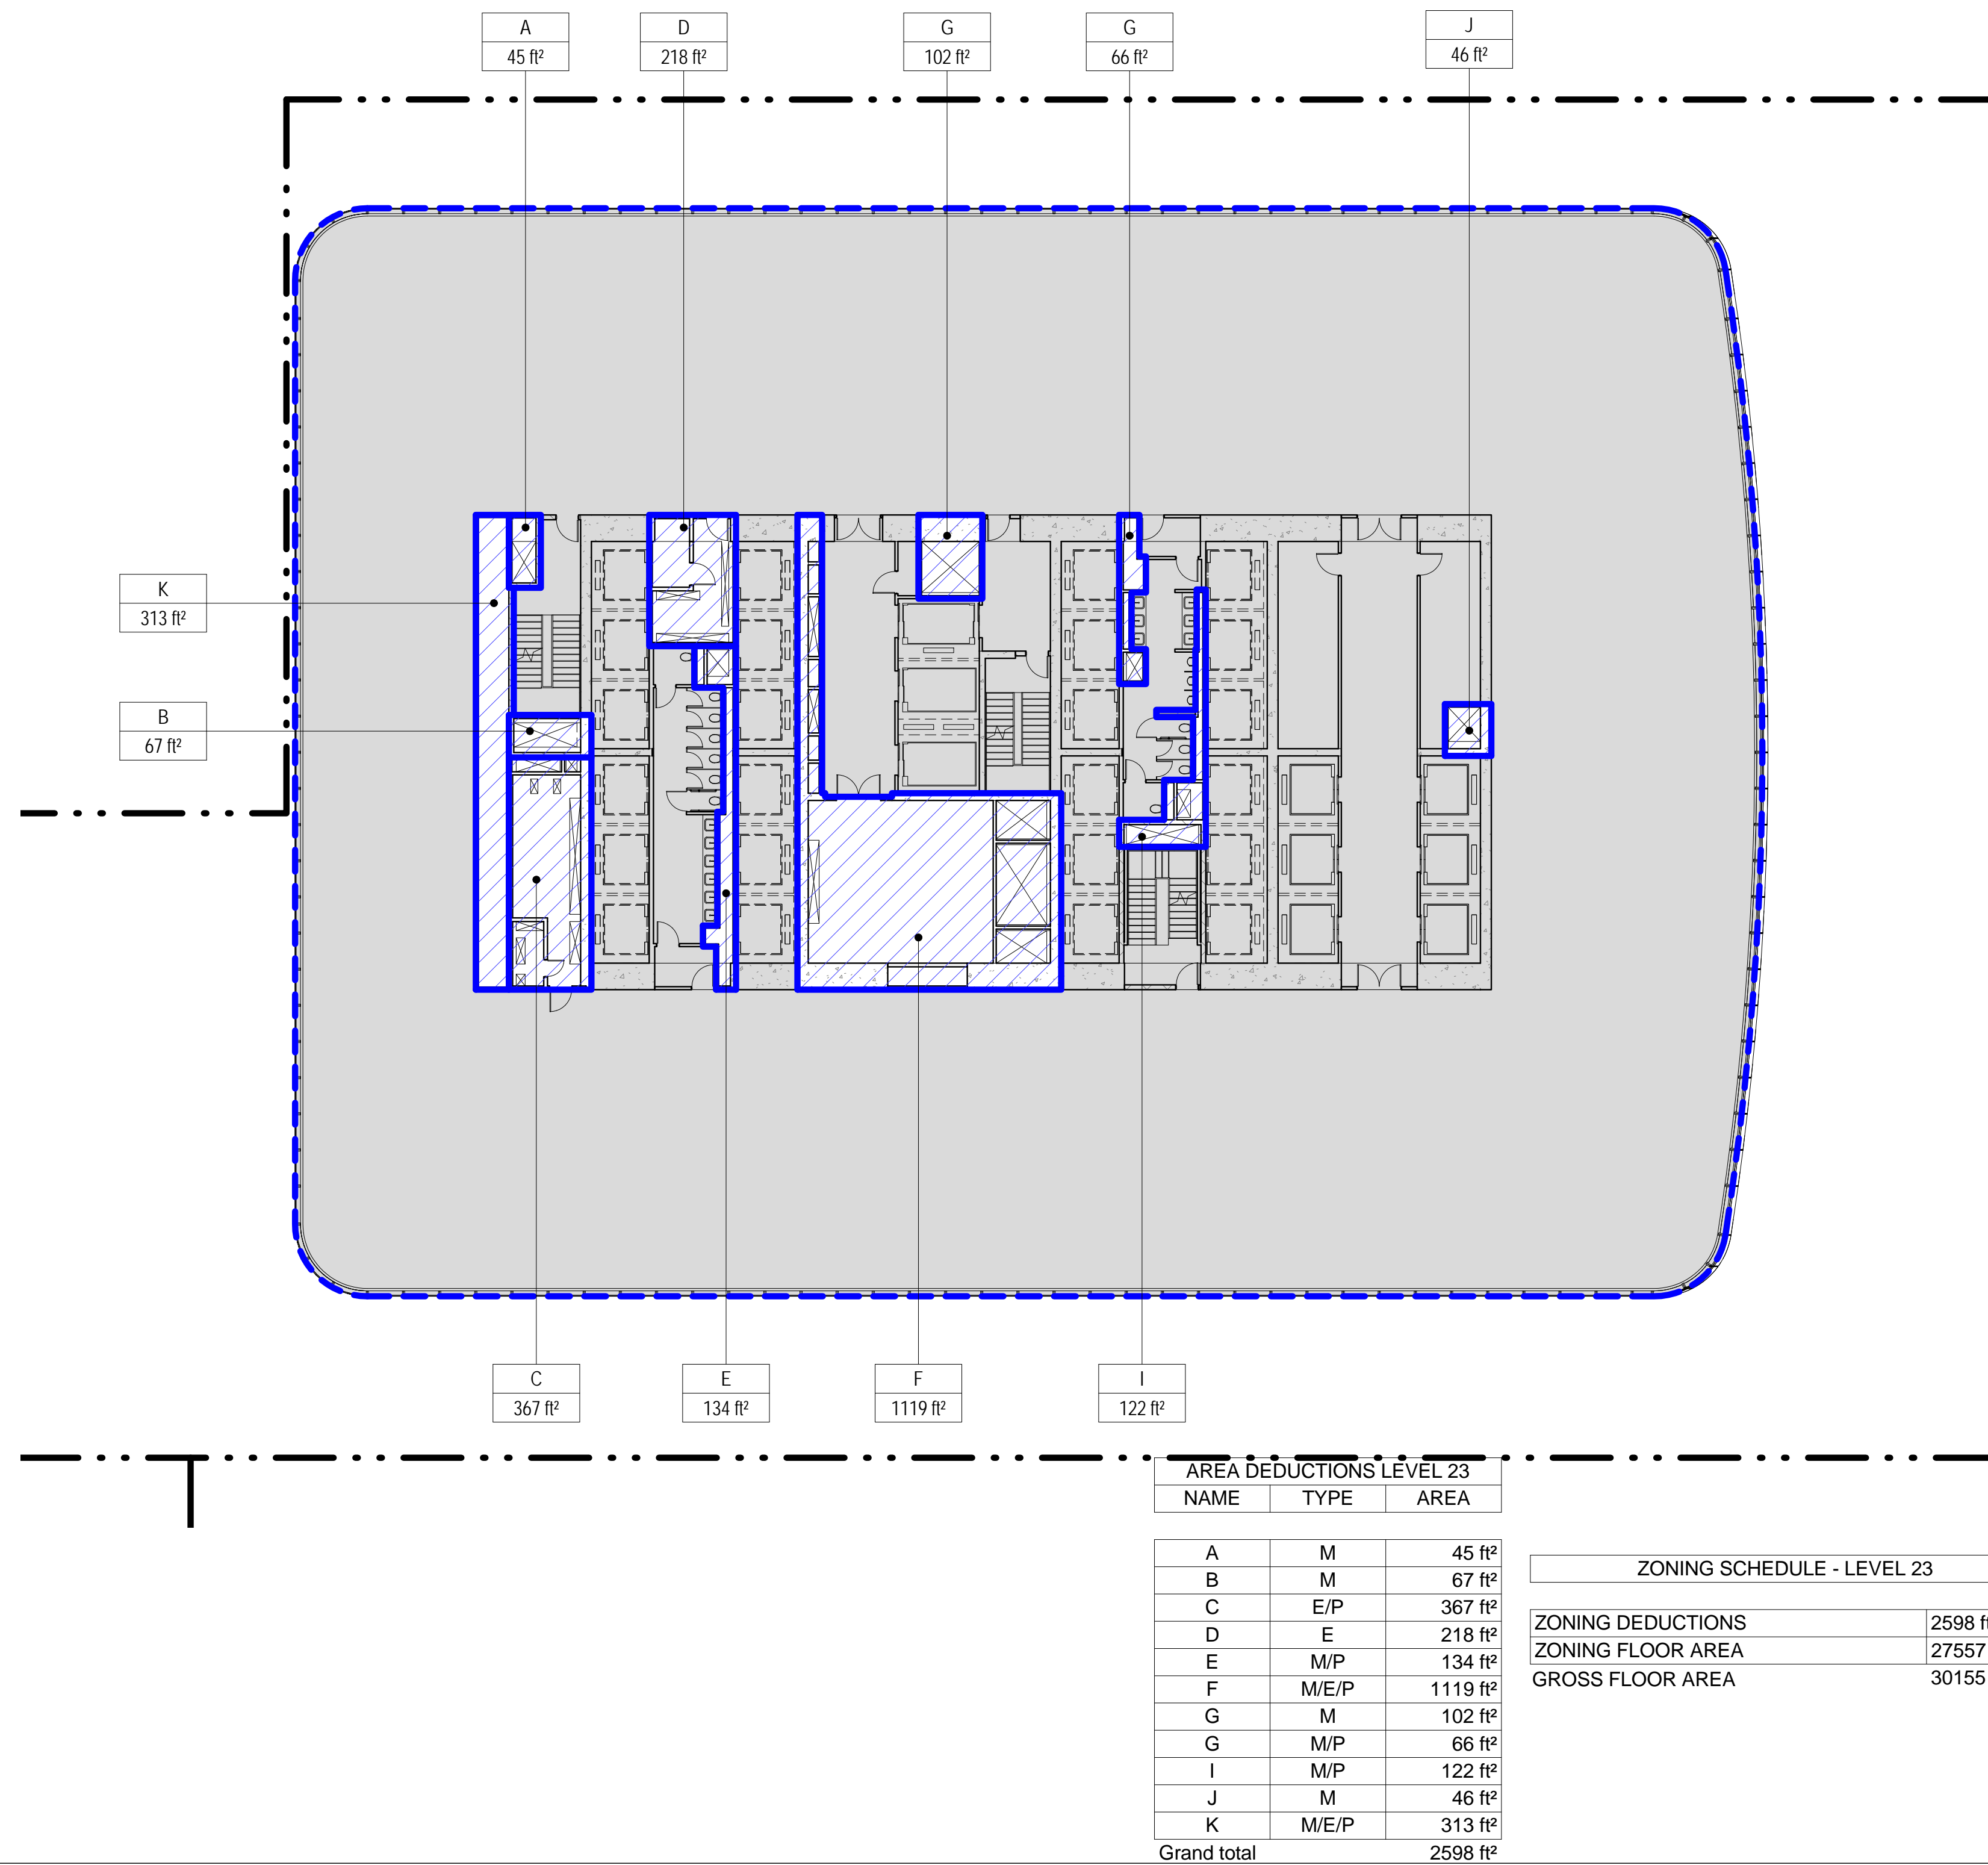 A
45 ft²
D
218 ft²
G
102 ft²
G
66 ft²
J
46 ft²
K
313 ft²
B
67 ft²
C
367 ft²
E
134 ft²
F
1119 ft²
I
122 ft²
AREA DEDUCTIONS LEVEL 23
NAME TYPE AREA
A M 45 ft²
B M 67 ft²
C E/P 367 ft²
D E 218 ft²
E M/P 134 ft²
F M/E/P 1119 ft²
G M 102 ft²
G M/P 66 ft²
I M/P 122 ft²
J M 46 ft²
K M/E/P 313 ft²
Grand total 2598 ft²
ZONING SCHEDULE - LEVEL 23
ZONING DEDUCTIONS 2598
ZONING FLOOR AREA 27557
GROSS FLOOR AREA 30155